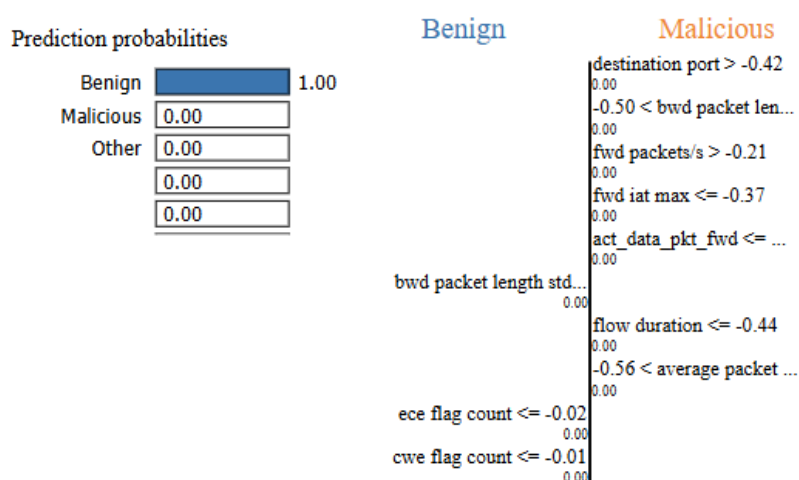 Prediction probabilities
Benign 1.00
Malicious 0.00
Other 0.00
0.00
0.00
Benign Malicious
destination port > -0.42
0.00
-0.50 < bwd packet len...
0.00
fwd packets/s > -0.21
0.00
fwd iat max <= -0.37
0.00
act_data_pkt_fwd <= ...
0.00
bwd packet length std...
0.00
flow duration <= -0.44
0.00
-0.56 < average packet ...
0.00
ece flag count <= -0.02
0.00
cwe flag count <= -0.01
0.00